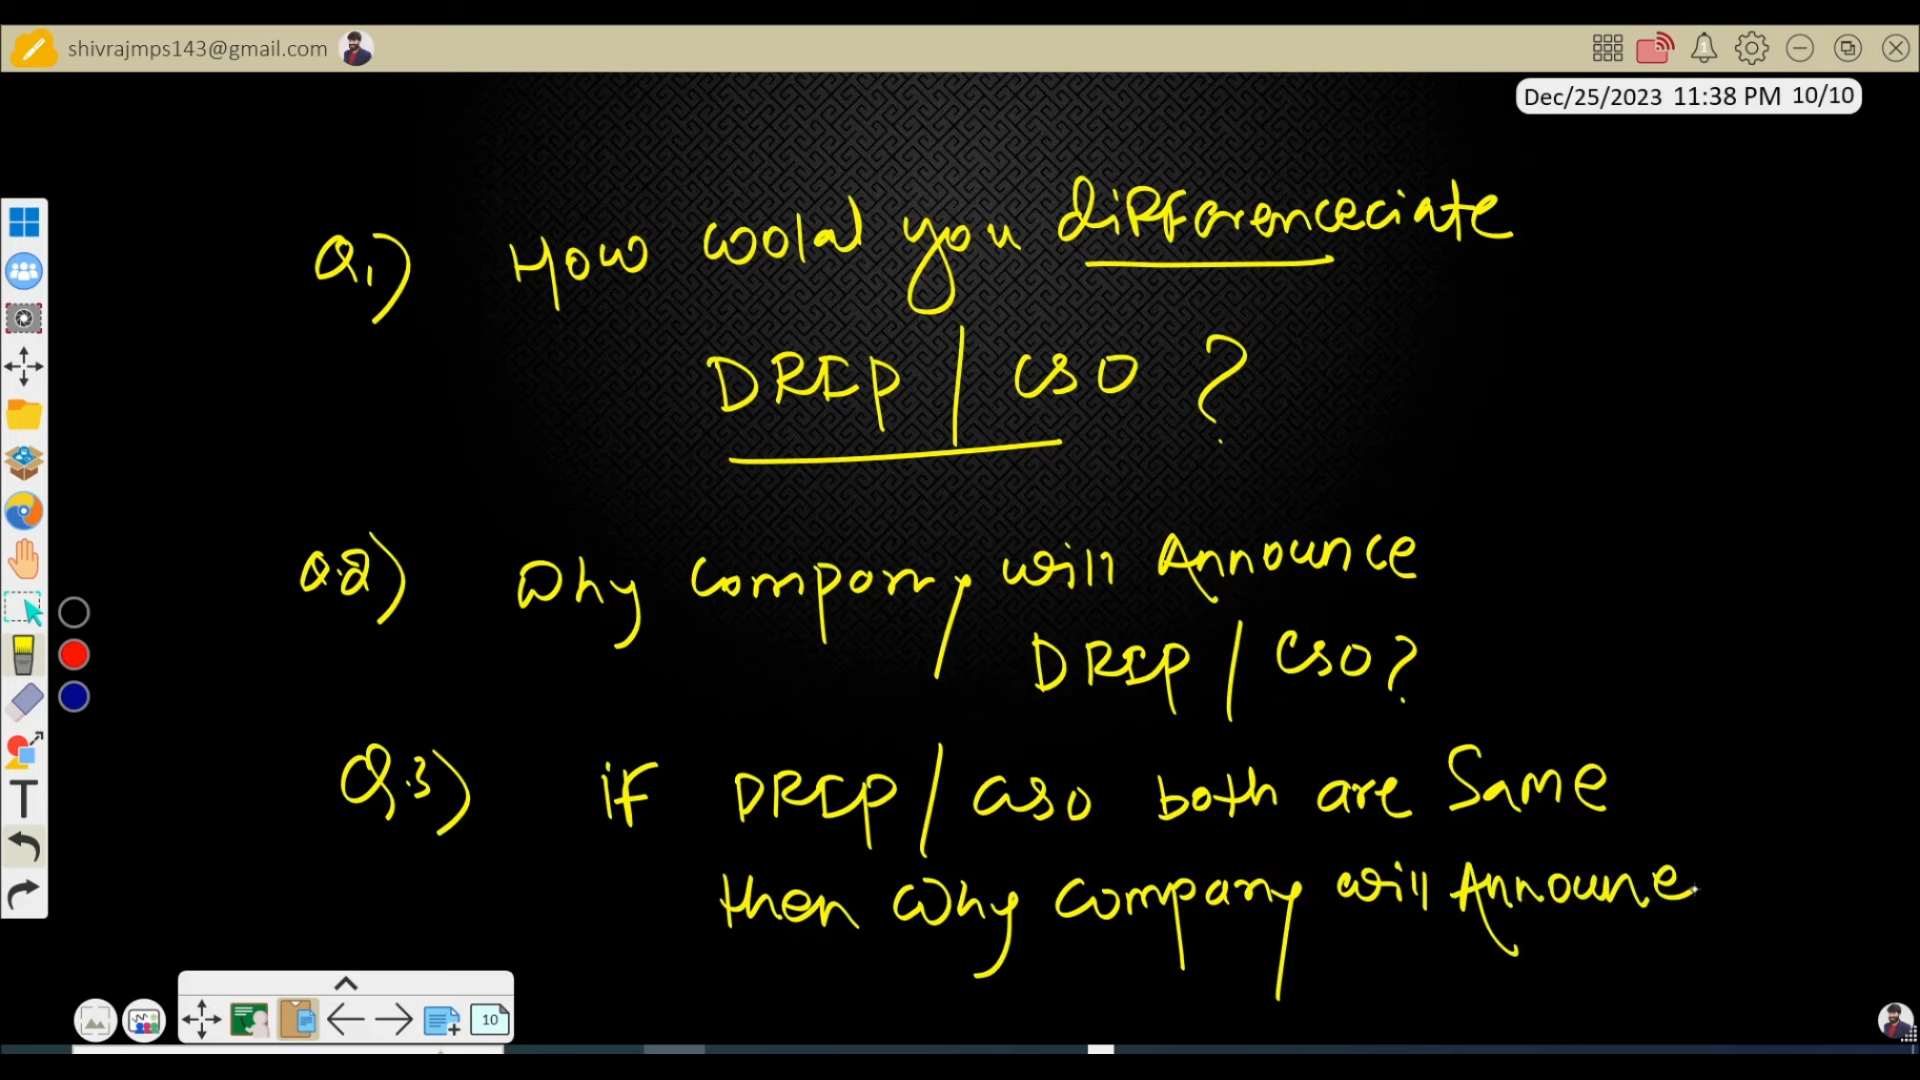 shivrajmps143@gmail.com
Dec/25/2023 11:38 PM 10/10
Q.1) How would you differenceciate
DRIP | CSO ?
Q.2) Why company will Announce
DRIP | CSO?
Q.3) if DRIP / CSO both are Same
then Why company will Announe
T
10